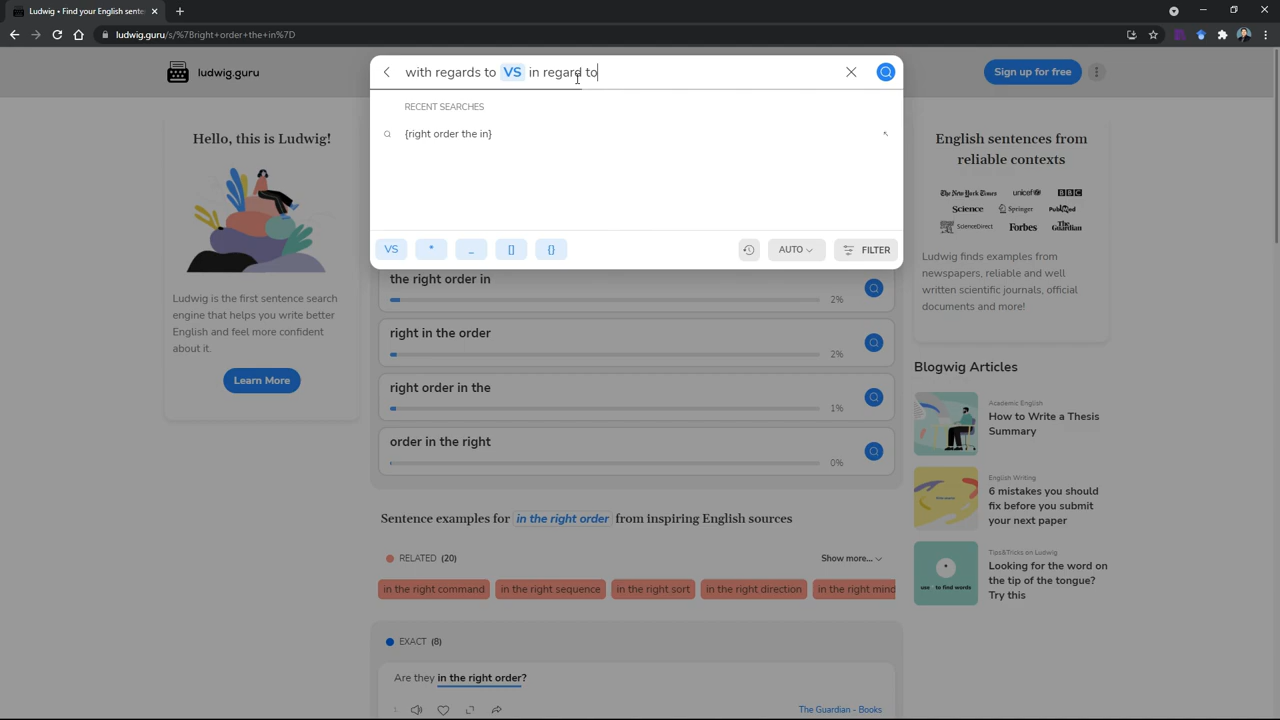 Ludwig • Find your English sente
ludwig.guru/s/%7Bright+order+the+in%7D
ludwig.guru
with regards to VS in regard to
Sign up for free
RECENT SEARCHES
{right order the in}
VS * _ [] {} AUTO FILTER
Hello, this is Ludwig!
Ludwig is the first sentence search
engine that helps you write better
English and feel more confident
about it.
Learn More
the right order in
2%
right in the order
2%
right order in the
1%
order in the right
0%
Sentence examples for in the right order from inspiring English sources
RELATED (20)
Show more...
in the right command in the right sequence in the right sort in the right direction in the right mind
EXACT (8)
Are they in the right order?
1.
The Guardian - Books
English sentences from
reliable contexts
The New York Times unicef BBC
Science Springer PubMed
ScienceDirect Forbes The Guardian
Ludwig finds examples from
newspapers, reliable and well
written scientific journals, official
documents and more!
Blogwig Articles
Academic English
How to Write a Thesis
Summary
English Writing
6 mistakes you should
fix before you submit
your next paper
Tips&Tricks on Ludwig
Looking for the word on
the tip of the tongue?
Try this
use * to find words